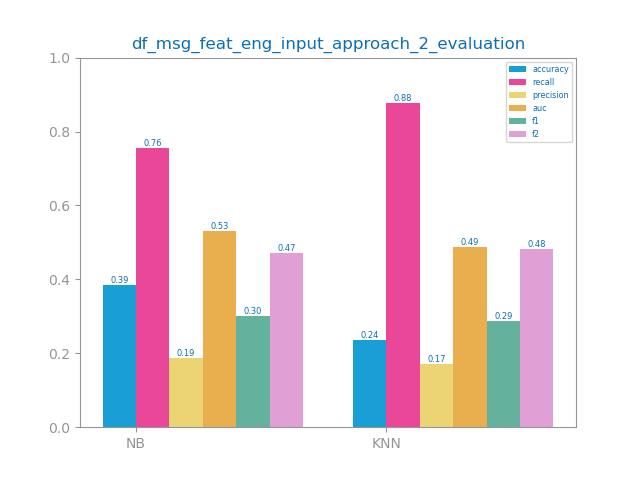 df_msg_feat_eng_input_approach_2_evaluation
1.0
0.8
0.6
0.4
0.2
0.0
accuracy
recall
precision
auc
f1
f2
0.39
0.76
0.19
0.53
0.30
0.47
0.24
0.88
0.17
0.49
0.29
0.48
NB
KNN